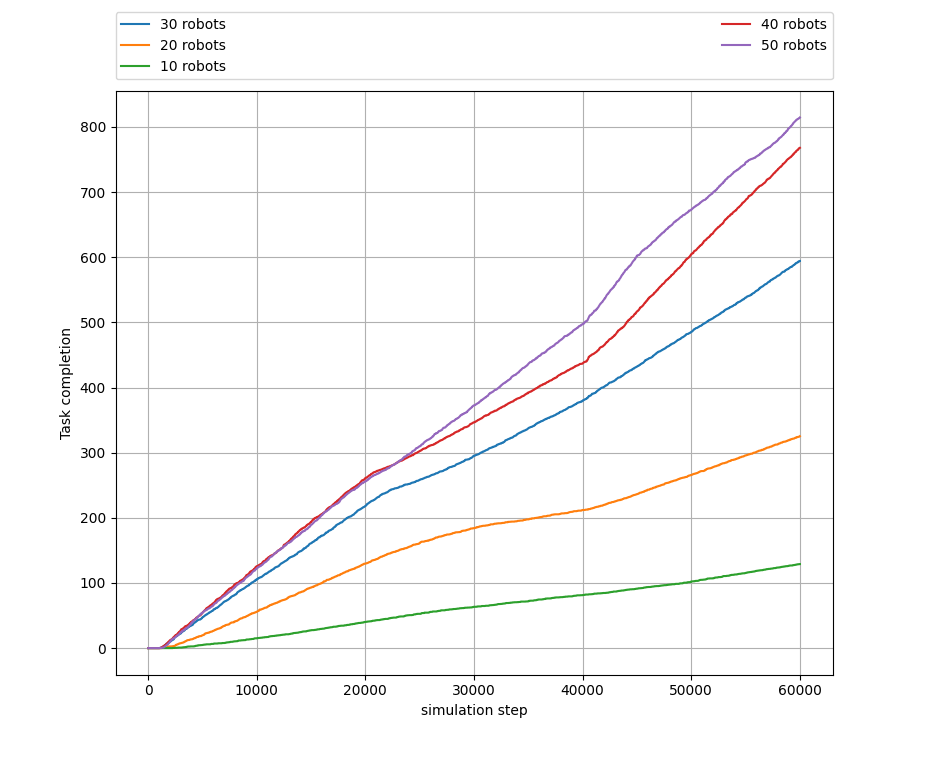 30 robots
20 robots
10 robots
40 robots
50 robots
800
700
600
500
400
300
200
100
0
Task completion
0 10000 20000 30000 40000 50000 60000
simulation step